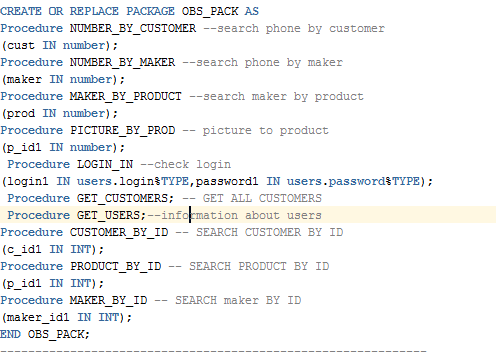 CREATE OR REPLACE PACKAGE OBS_PACK AS
Procedure NUMBER_BY_CUSTOMER --search phone by customer
(cust IN number);
Procedure NUMBER_BY_MAKER --search phone by maker
(maker IN number);
Procedure MAKER_BY_PRODUCT --search maker by product
(prod IN number);
Procedure PICTURE_BY_PROD -- picture to product
(p_id1 IN number);
Procedure LOGIN_IN --check login
(login1 IN users.login%TYPE,password1 IN users.password%TYPE);
Procedure GET_CUSTOMERS; -- GET ALL CUSTOMERS
Procedure GET_USERS;--information about users
Procedure CUSTOMER_BY_ID -- SEARCH CUSTOMER BY ID
(c_id1 IN INT);
Procedure PRODUCT_BY_ID -- SEARCH PRODUCT BY ID
(p_id1 IN INT);
Procedure MAKER_BY_ID -- SEARCH maker BY ID
(maker_id1 IN INT);
END OBS_PACK;